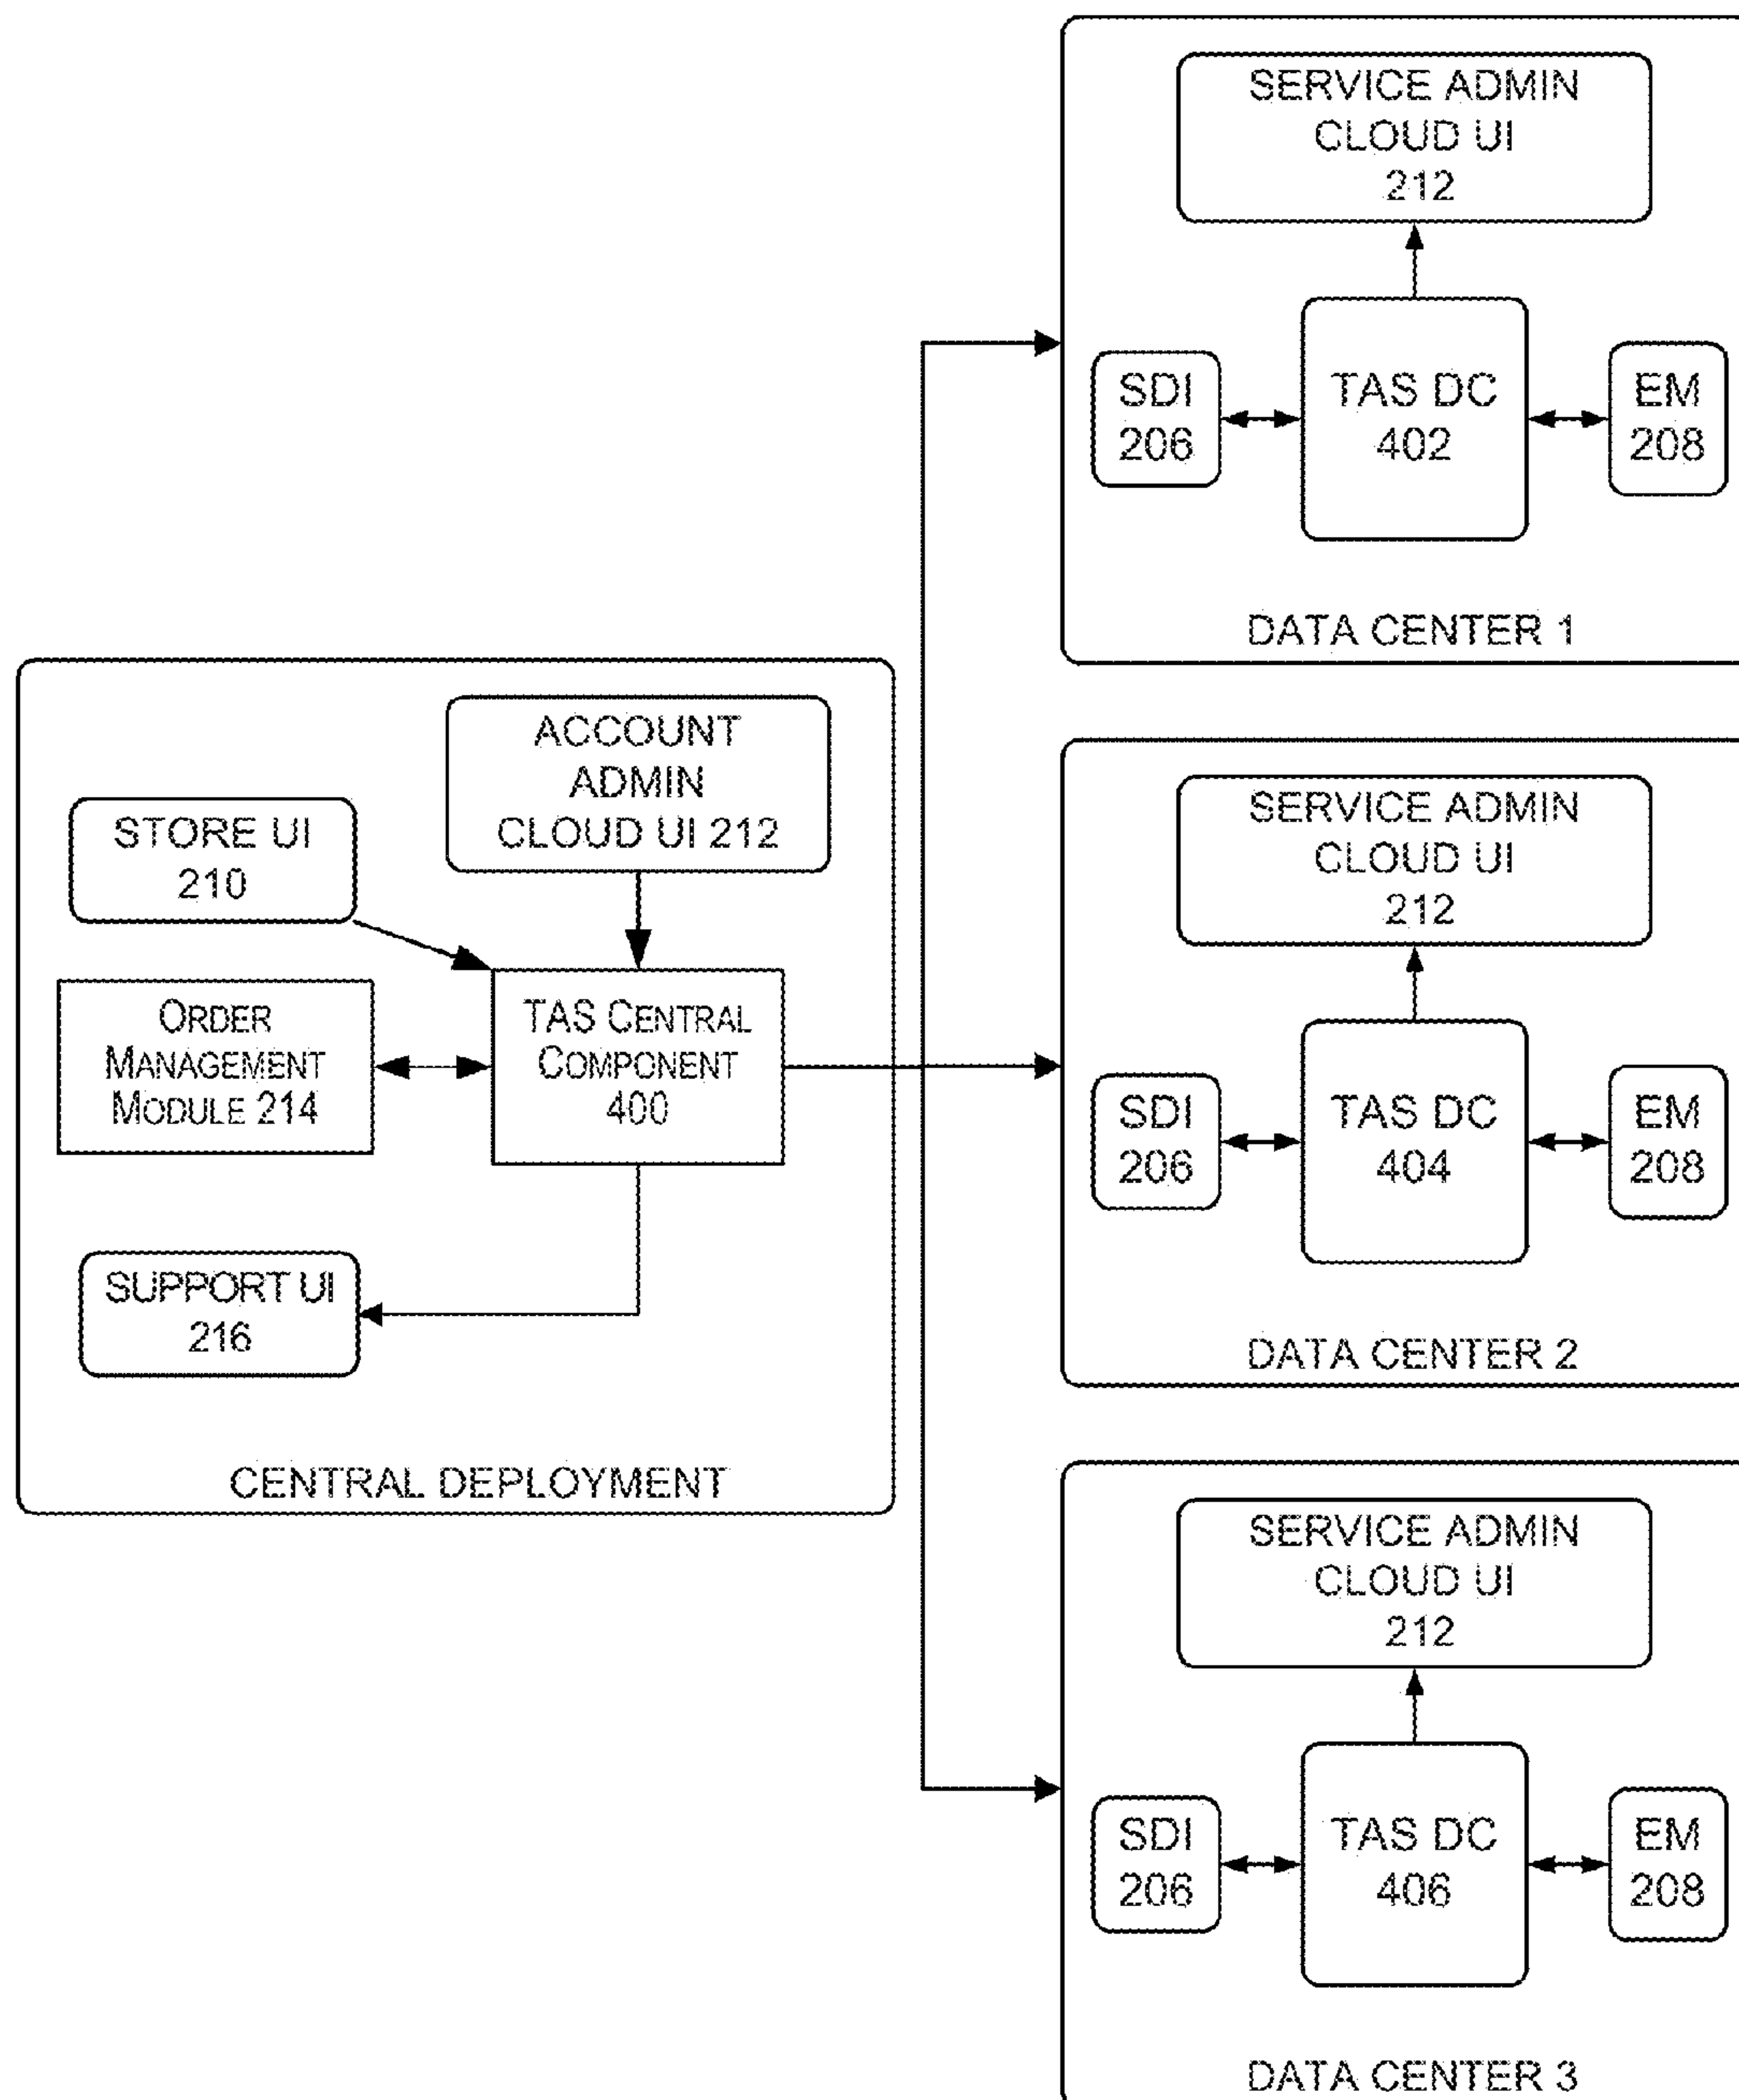 SERVICE ADMIN
CLOUD UI
212
SDI
206
TAS DC
402
EM
208
DATA CENTER 1
ACCOUNT
ADMIN
CLOUD UI 212
STORE UI
210
ORDER
MANAGEMENT
MODULE 214
TAS CENTRAL
COMPONENT
400
SUPPORT UI
216
CENTRAL DEPLOYMENT
SERVICE ADMIN
CLOUD UI
212
SDI
206
TAS DC
404
EM
208
DATA CENTER 2
SERVICE ADMIN
CLOUD UI
212
SDI
206
TAS DC
406
EM
208
DATA CENTER 3